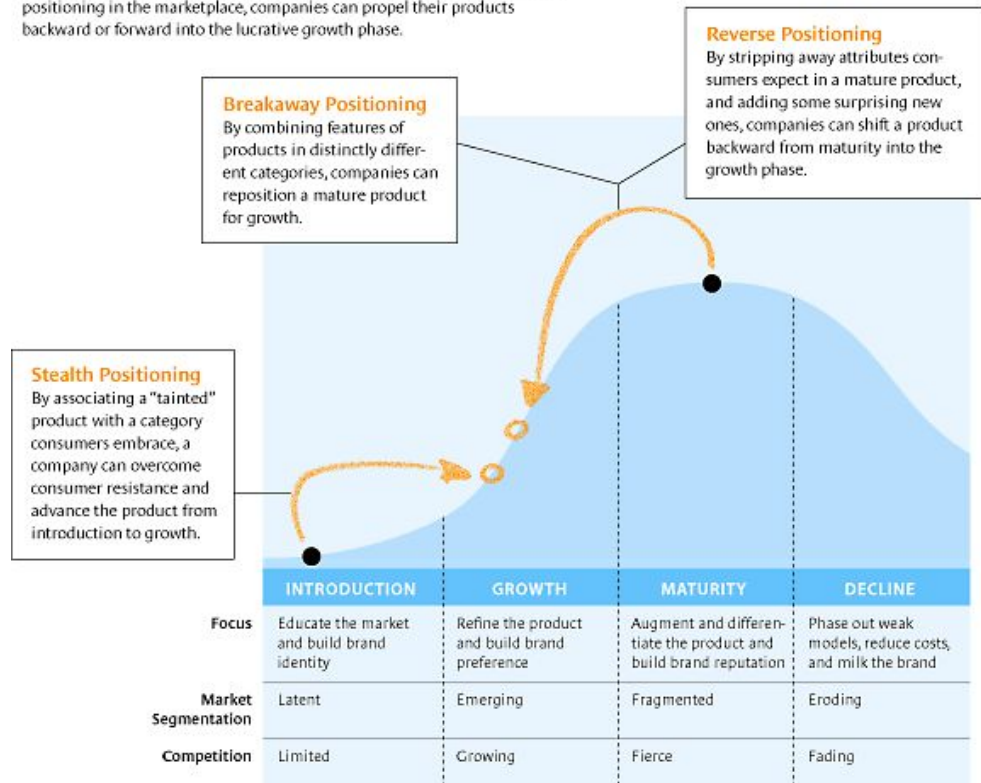 positioning in the marketplace, companies can propel their products
backward or forward into the lucrative growth phase.
Reverse Positioning
By stripping away attributes con-
sumers expect in a mature product,
and adding some surprising new
ones, companies can shift a product
backward from maturity into the
growth phase.
Breakaway Positioning
By combining features of
products in distinctly differ-
ent categories, companies can
reposition a mature product
for growth.
Stealth Positioning
By associating a "tainted"
product with a category
consumers embrace, a
company can overcome
consumer resistance and
advance the product from
introduction to growth.
INTRODUCTION GROWTH MATURITY DECLINE
Focus
Educate the market
and build brand
identity
Refine the product
and build brand
preference
Augment and differen-
tiate the product and
build brand reputation
Phase out weak
models, reduce costs,
and milk the brand
Market
Segmentation
Latent Emerging Fragmented Eroding
Competition Limited Growing Fierce Fading